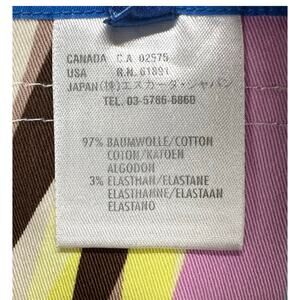 CANADA C.A 02575
USA R.N. 61891
JAPAN(株)エスカーダ・ジャパン
TEL. 03-5786-6860
97% BAUMWOLLE/COTTON
COTON/KATOEN
ALGODON
3% ELASTHAN/ELASTANE
ELASTHANNE/ELASTAAN
ELASTANO